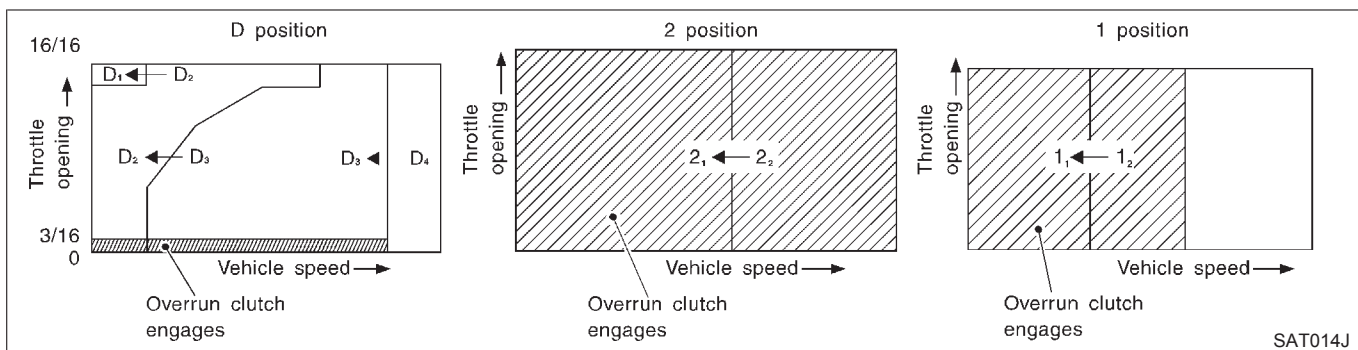 D position
16/16
D₁ ← D₂
Throttle opening →
D₂ ← D₃
D₃ ◄ D₄
3/16
0
Vehicle speed →
Overrun clutch
engages
2 position
Throttle
opening →
2₁ ← 2₂
Vehicle speed →
Overrun clutch
engages
1 position
Throttle
opening →
1₁ ← 1₂
Vehicle speed →
Overrun clutch
engages
SAT014J